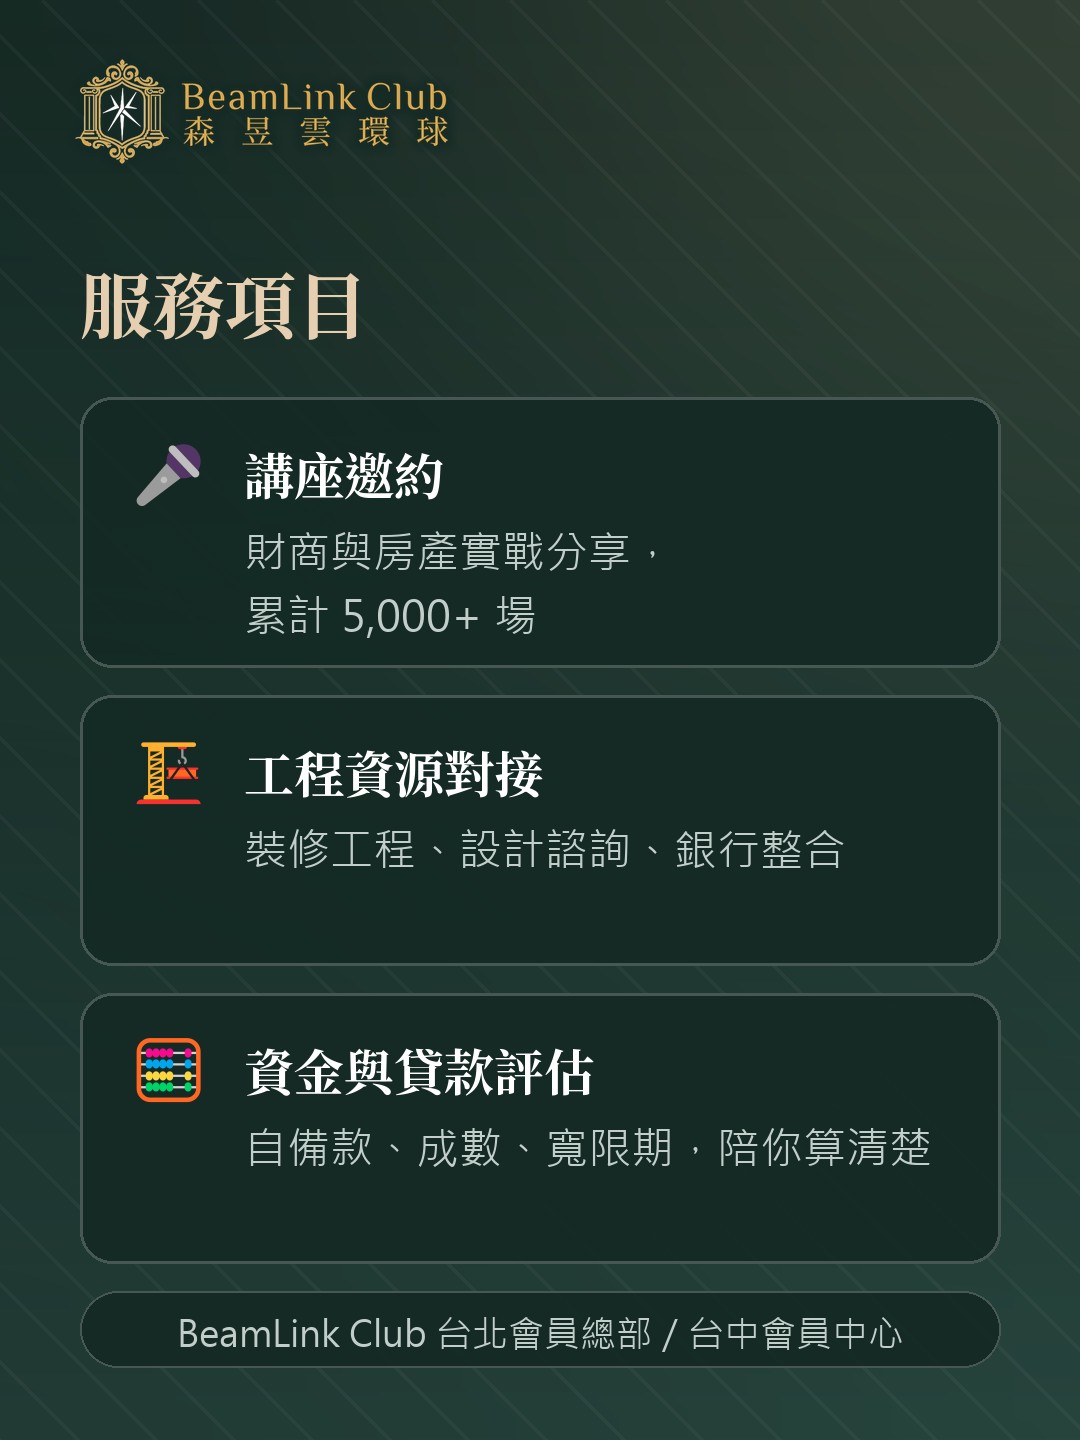 BeamLink Club
森昱雲環球
服務項目
講座邀約
財商與房產實戰分享，
累計 5,000+ 場
工程資源對接
裝修工程、設計諮詢、銀行整合
資金與貸款評估
自備款、成數、寬限期，陪你算清楚
BeamLink Club 台北會員總部 / 台中會員中心